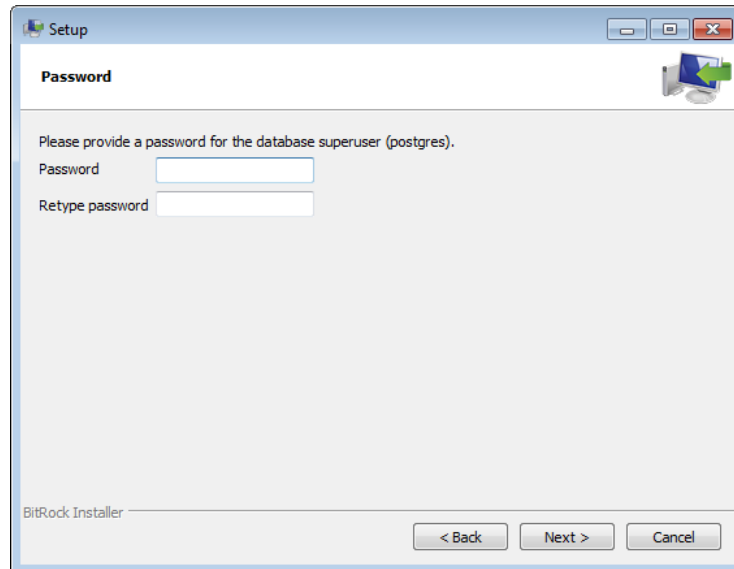 Setup
Password
Please provide a password for the database superuser (postgres).
Password
Retype password
BitRock Installer
< Back Next > Cancel